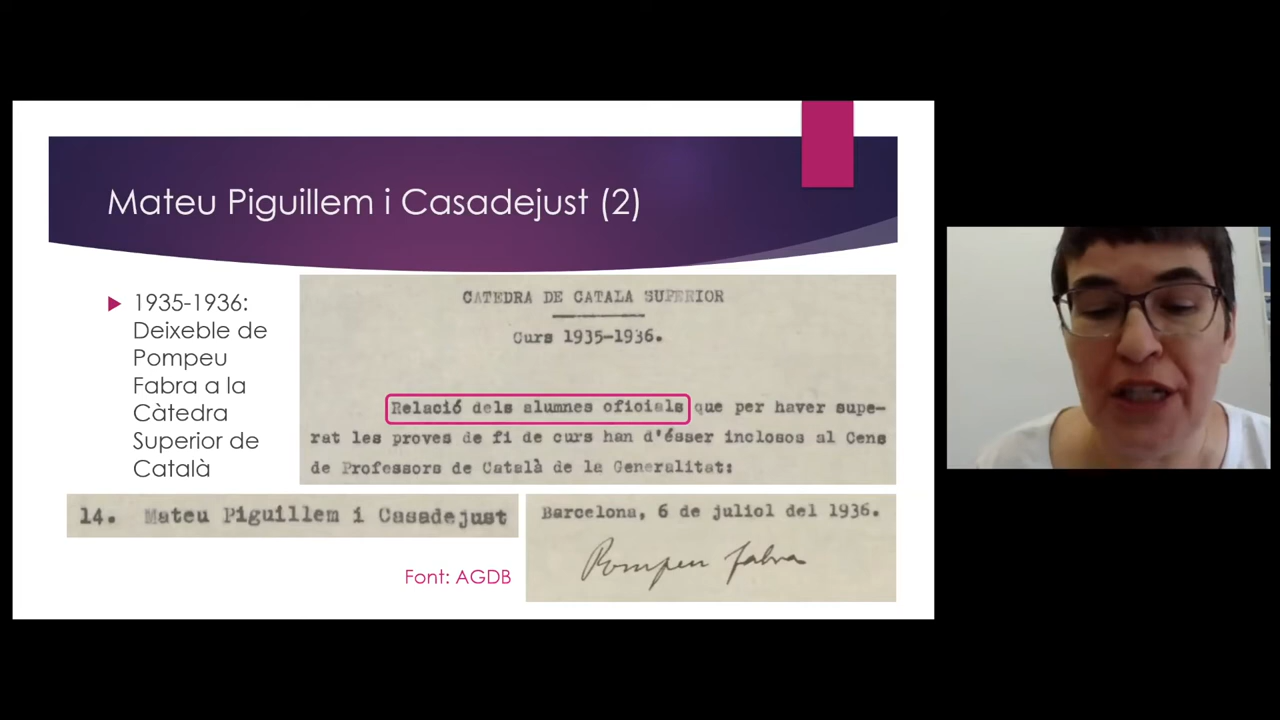 Mateu Piguillem i Casadejust (2)
1935-1936:
Deixeble de
Pompeu
Fabra a la
Càtedra
Superior de
Català
CATEDRA DE CATALA SUPERIOR
Curs 1935-1936.
Relació dels alumnes oficials que per haver supe-
rat les proves de fi de curs han d'ésser inclosos al Cens
de Professors de Català de la Generalitat:
14. Mateu Piguillem i Casadejust
Barcelona, 6 de juliol del 1936.
Pompeu Fabra
Font: AGDB